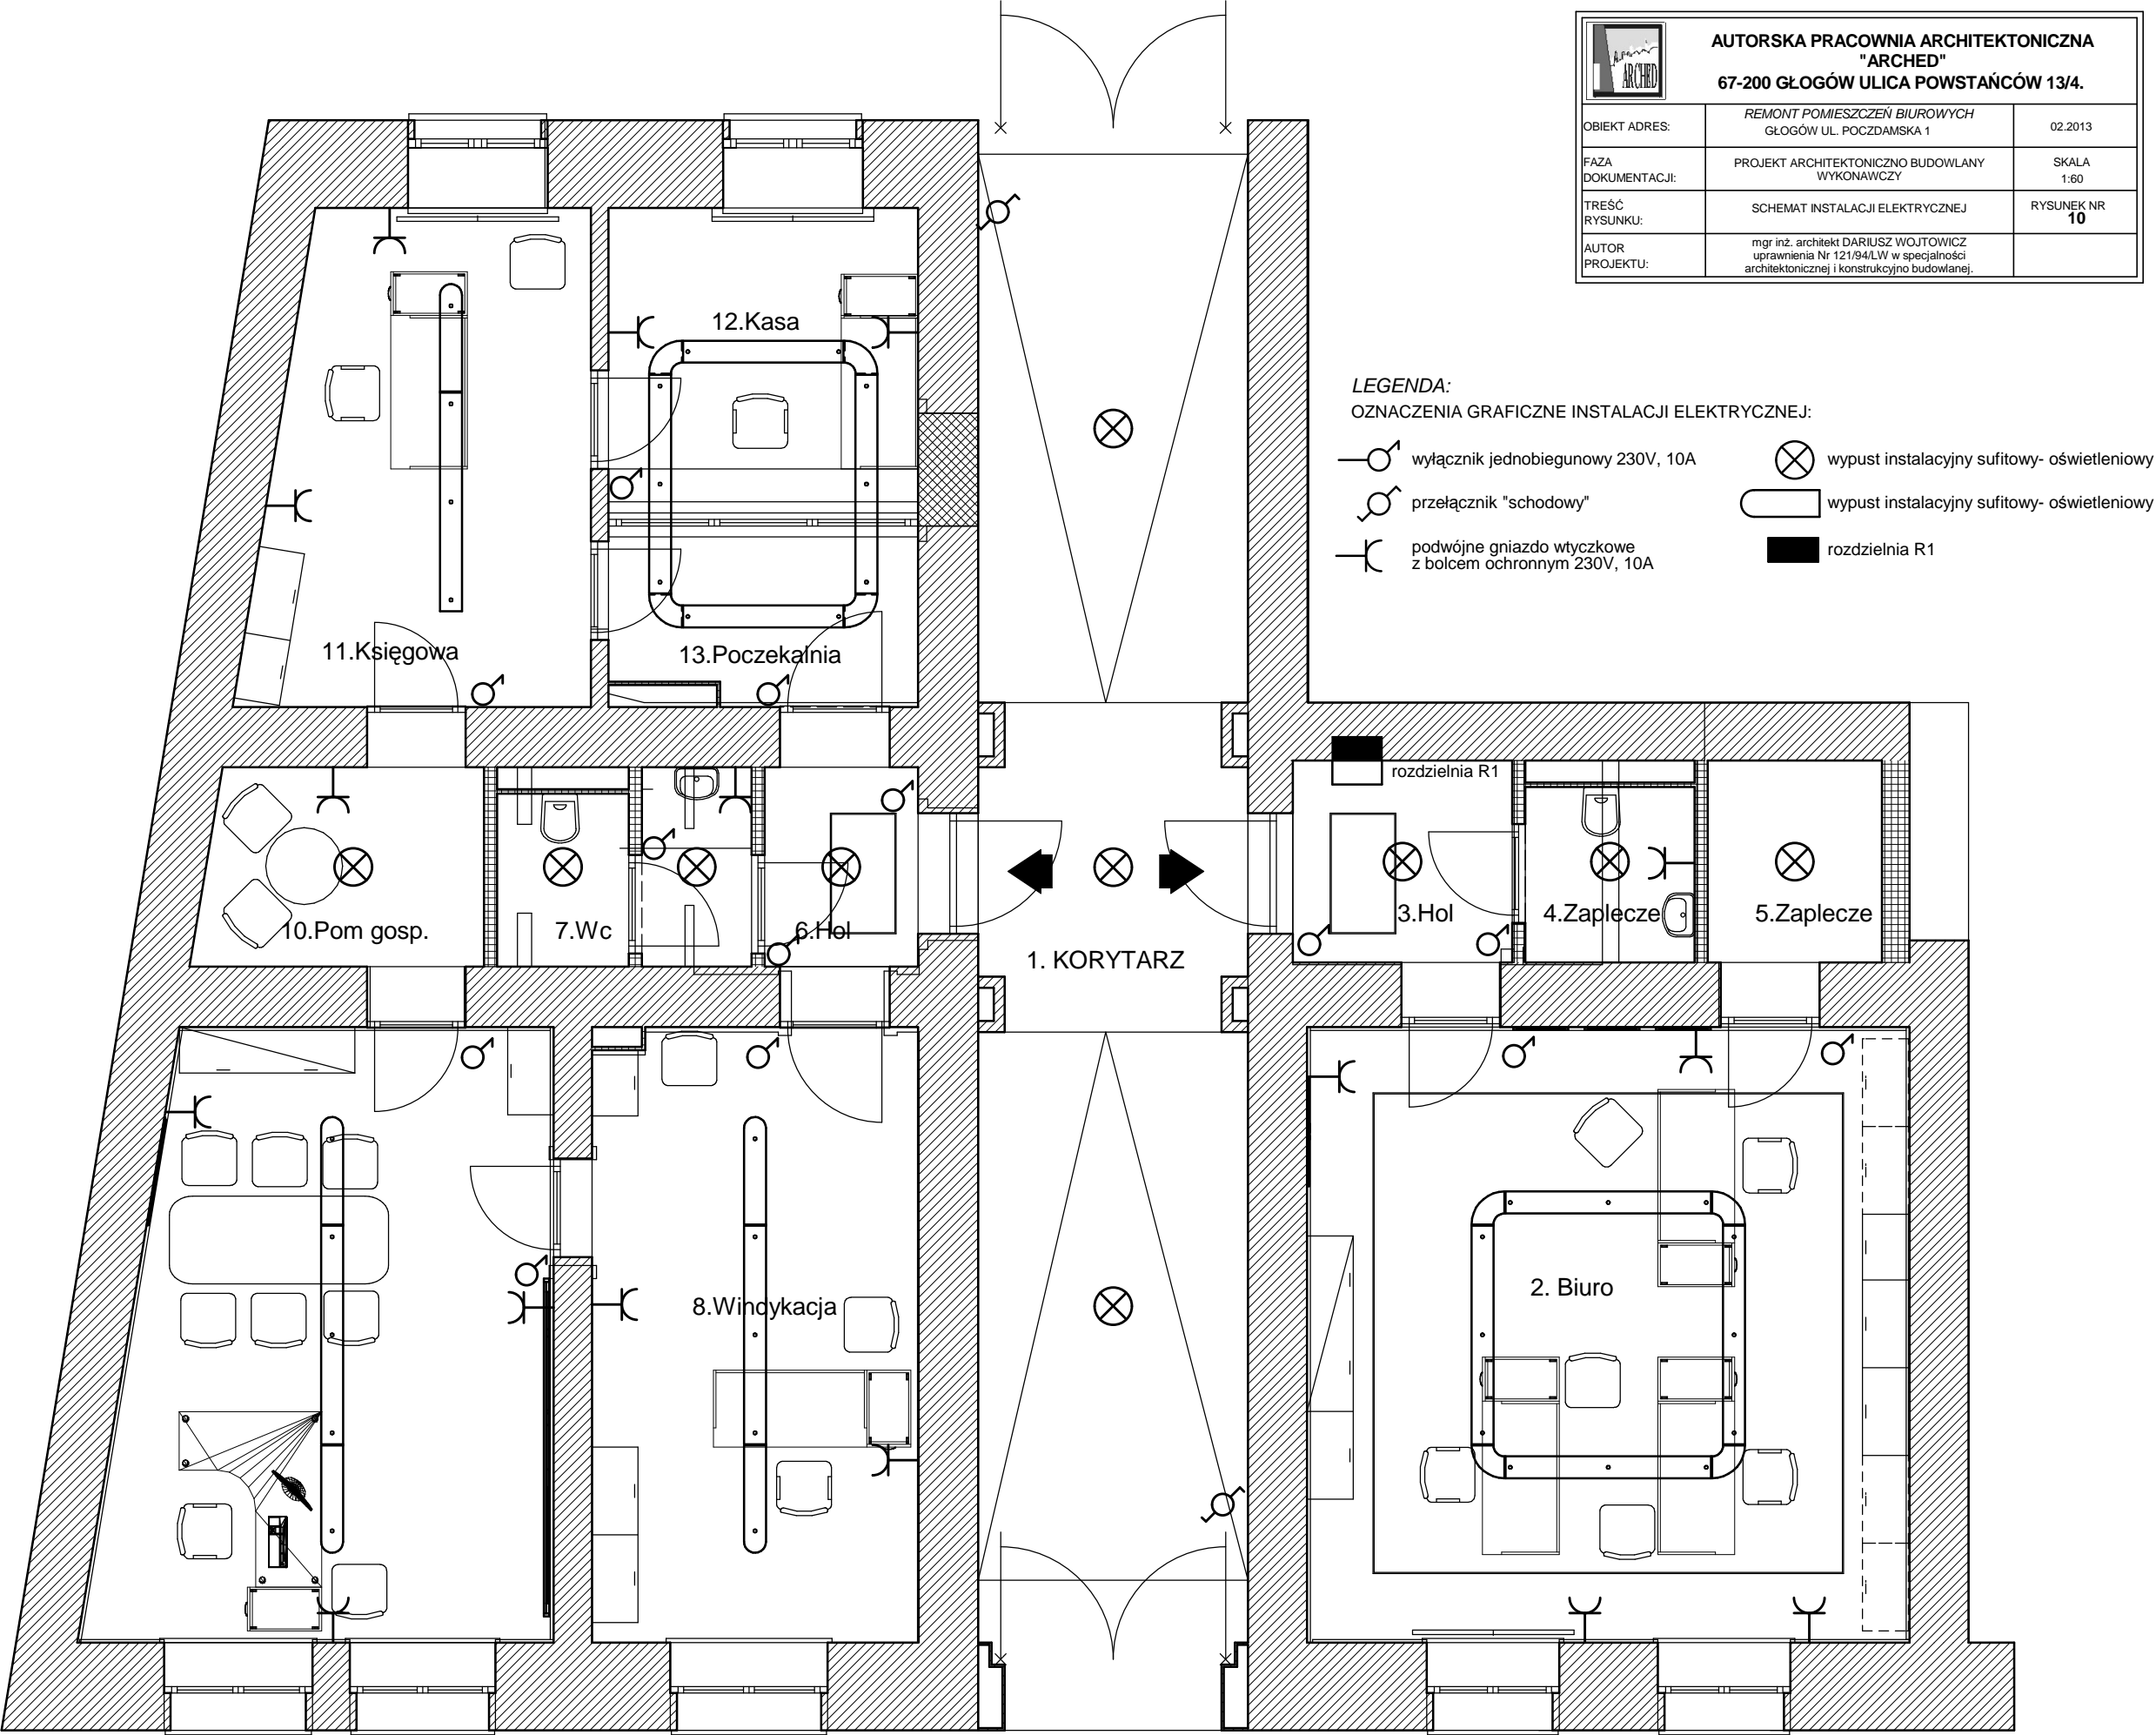 ARCHED
AUTORSKA PRACOWNIA ARCHITEKTONICZNA
"ARCHED"
67-200 GŁOGÓW ULICA POWSTAŃCÓW 13/4.
OBIEKT ADRES:
REMONT POMIESZCZEŃ BIUROWYCH
GŁOGÓW UL. POCZDAMSKA 1
02.2013
FAZA
DOKUMENTACJI:
PROJEKT ARCHITEKTONICZNO BUDOWLANY
WYKONAWCZY
SKALA
1:60
TREŚĆ
RYSUNKU:
SCHEMAT INSTALACJI ELEKTRYCZNEJ
RYSUNEK NR
10
AUTOR
PROJEKTU:
mgr inż. architekt DARIUSZ WOJTOWICZ
uprawnienia Nr 121/94/LW w specjalności
architektonicznej i konstrukcyjno budowlanej.
LEGENDA:
OZNACZENIA GRAFICZNE INSTALACJI ELEKTRYCZNEJ:
wyłącznik jednobiegunowy 230V, 10A
przełącznik "schodowy"
podwójne gniazdo wtyczkowe
z bolcem ochronnym 230V, 10A
wypust instalacyjny sufitowy- oświetleniowy
wypust instalacyjny sufitowy- oświetleniowy
rozdzielnia R1
12.Kasa
11.Księgowa
13.Poczekalnia
rozdzielnia R1
10.Pom gosp.
7.Wc
6.Hol
1. KORYTARZ
3.Hol
4.Zaplecze
5.Zaplecze
8.Windykacja
2. Biuro